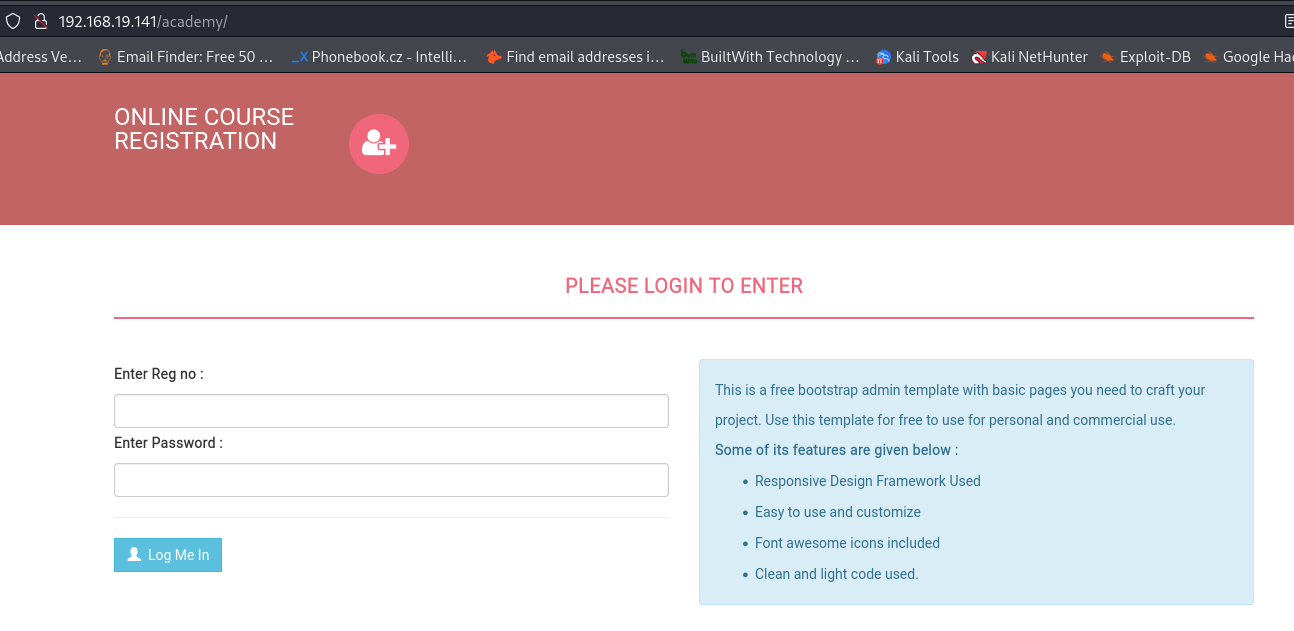 192.168.19.141/academy/
Address Ve... Email Finder: Free 50 ... Phonebook.cz - Intelli... Find email addresses i... BuiltWith Technology ... Kali Tools Kali NetHunter Exploit-DB Google Hac
ONLINE COURSE
REGISTRATION
PLEASE LOGIN TO ENTER
Enter Reg no :
Enter Password :
Log Me In
This is a free bootstrap admin template with basic pages you need to craft your
project. Use this template for free to use for personal and commercial use.
Some of its features are given below :
Responsive Design Framework Used
Easy to use and customize
Font awesome icons included
Clean and light code used.